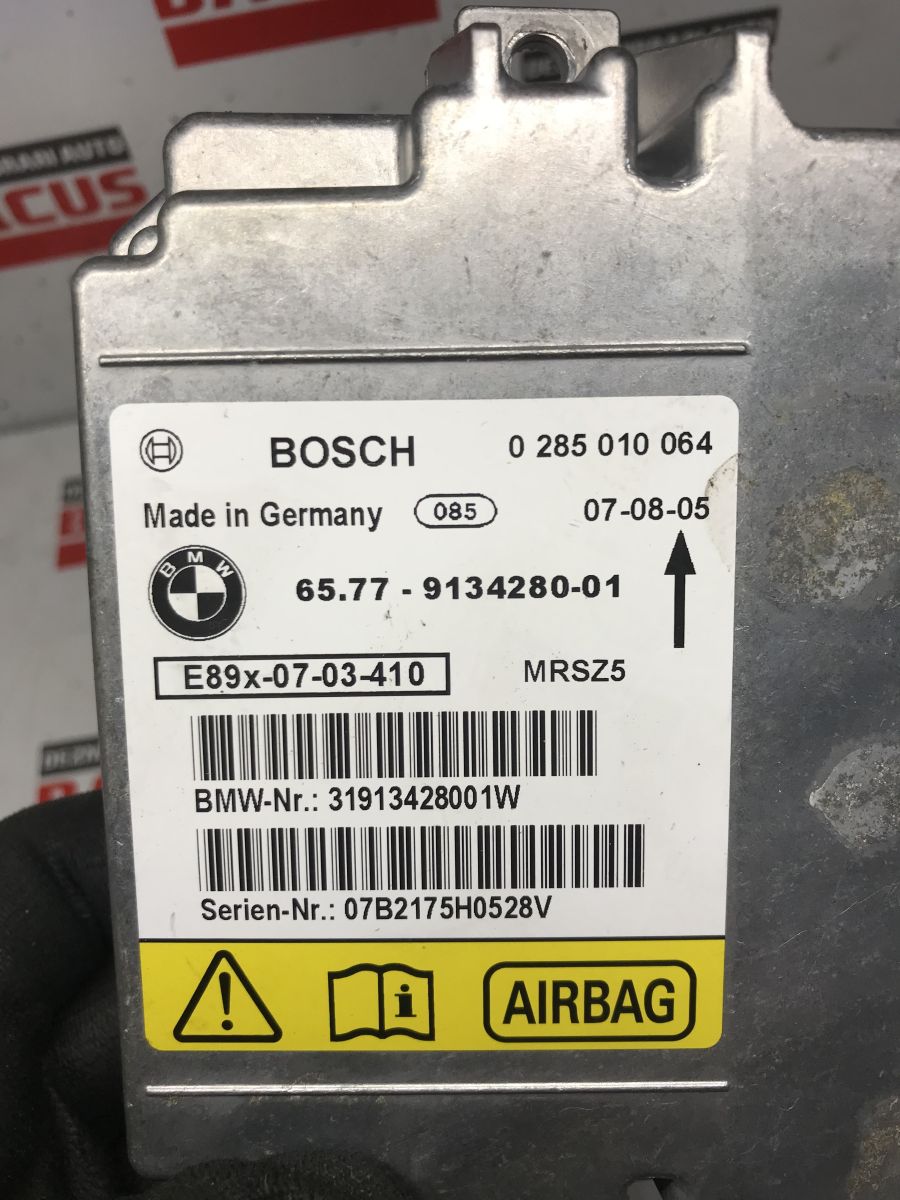 BOSCH 0 285 010 064
Made in Germany 085 07-08-05
BMW 65.77 - 9134280-01
E89x-07-03-410 MRSZ5
BMW-Nr.: 31913428001W
Serien-Nr.: 07B2175H0528V
! i AIRBAG